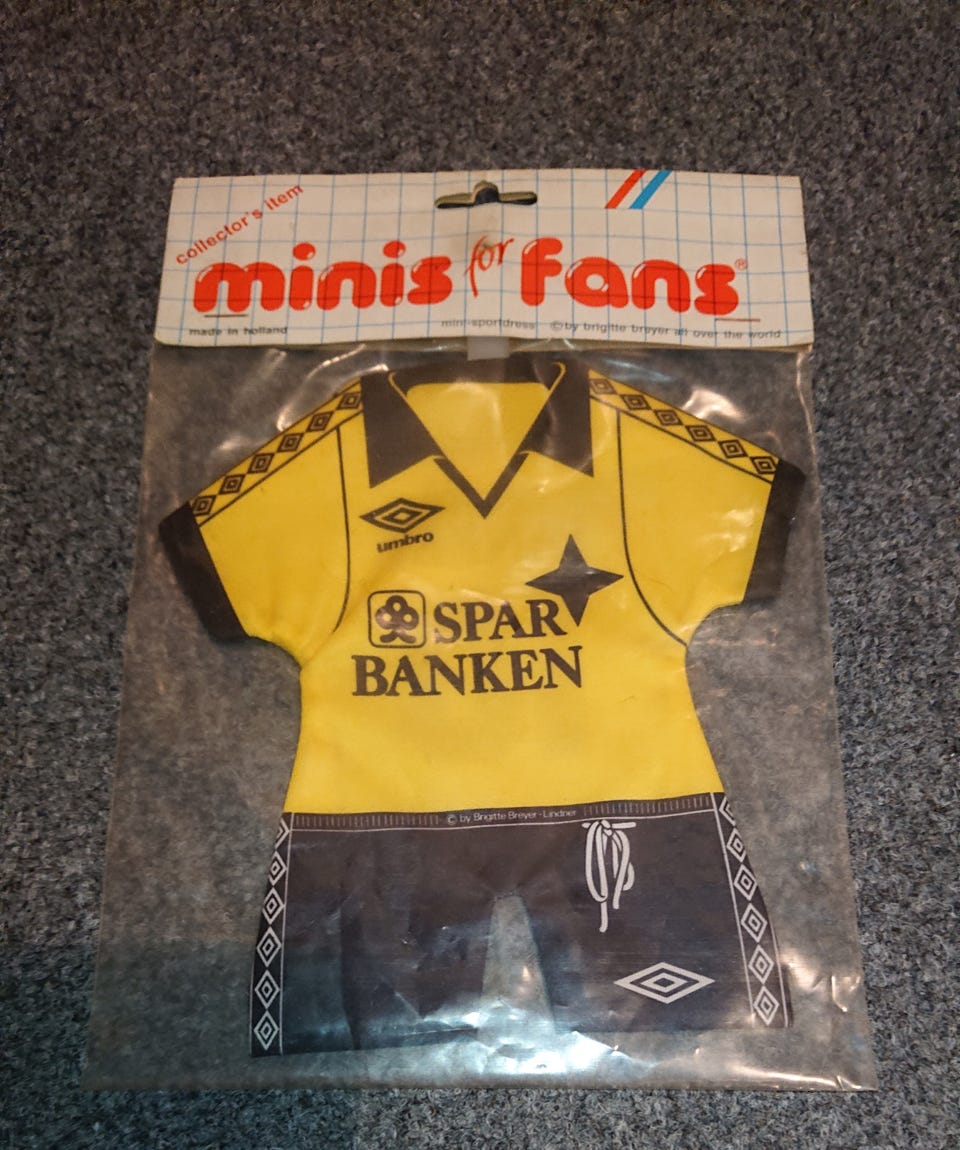 collector's item
minis for fans®
made in holland
mini-sportdress © by brigitte breyer all over the world
umbro
SPAR
BANKEN
© by Brigitte Breyer - Lindner